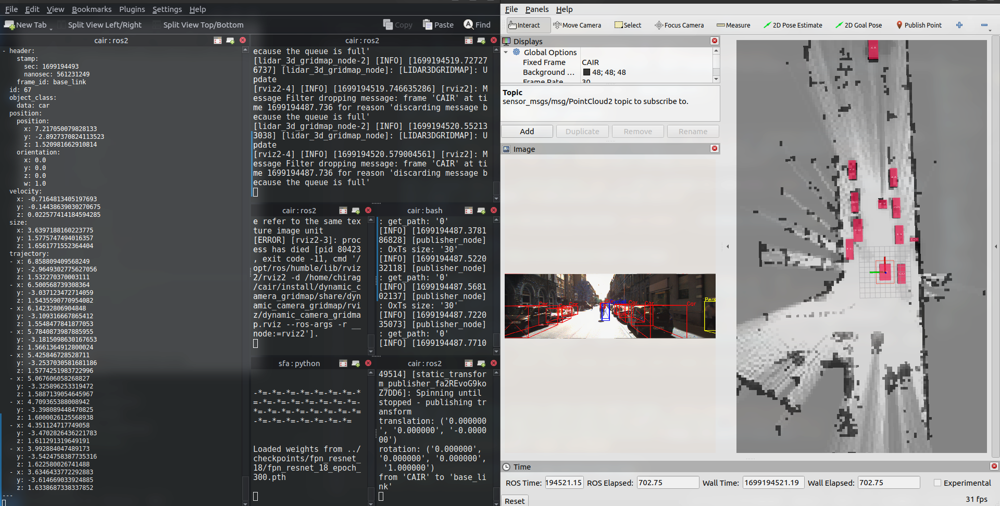 File Edit View Bookmarks Plugins Settings Help
New Tab Split View Left/Right Split View Top/Bottom Copy Paste Find
cair : ros2
- header:
stamp:
sec: 1699194493
nanosec: 561231249
frame_id: base_link
id: 67
object_class:
data: car
position:
position:
x: 7.217050079828133
y: -2.8927370824113523
z: 1.520981662910814
orientation:
x: 0.0
y: 0.0
z: 0.0
w: 1.0
velocity:
x: -0.7164813405197693
y: -0.14438639030270675
z: 0.022577414184594285
size:
x: 3.6397188160223775
y: 1.5775747494016357
z: 1.6561771552364404
trajectory:
- x: 6.858809409568249
y: -2.9649302775627056
z: 1.532270370003111
- x: 6.500568739308364
y: -3.037123472714059
z: 1.5435590770954082
- x: 6.14232806904848
y: -3.109316667865412
z: 1.5548477841877053
- x: 5.784087398788595
y: -3.1815098630167653
z: 1.5661364912800024
- x: 5.425846728528711
y: -3.2537030581681186
z: 1.5774251983722996
- x: 5.067606058268827
y: -3.325896253319472
z: 1.5887139054645967
- x: 4.709365388008942
y: -3.398089448470825
z: 1.6000026125568938
- x: 4.351124717749058
y: -3.4702826436221783
z: 1.611291319649191
- x: 3.992884047489173
y: -3.5424758387735316
z: 1.622580026741488
- x: 3.6346433772292883
y: -3.614669033924885
z: 1.6338687338337852
---
cair : ros2
ecause the queue is full'
[lidar_3d_gridmap_node-2] [INFO] [1699194519.72727
6737] [lidar_3d_gridmap_node]: [LIDAR3DGRIDMAP]: U
pdate
[rviz2-4] [INFO] [1699194519.746635286] [rviz2]: M
essage Filter dropping message: frame 'CAIR' at ti
me 1699194487.736 for reason 'discarding message b
ecause the queue is full'
[lidar_3d_gridmap_node-2] [INFO] [1699194520.55213
3038] [lidar_3d_gridmap_node]: [LIDAR3DGRIDMAP]: U
pdate
[rviz2-4] [INFO] [1699194520.579004561] [rviz2]: M
essage Filter dropping message: frame 'CAIR' at ti
me 1699194487.736 for reason 'discarding message b
ecause the queue is full'
cair : ros2
e refer to the same tex
ture image unit
[ERROR] [rviz2-3]: proc
ess has died [pid 80423
, exit code -11, cmd '/
opt/ros/humble/lib/rviz
2/rviz2 -d /home/chirag
/cair/install/dynamic_c
amera_gridmap/share/dyn
amic_camera_gridmap/rvi
z/dynamic_camera_gridma
p.rviz --ros-args -r __
node:=rviz2'].
cair : bash
: get_path: '0'
[INFO] [1699194487.3781
86828] [publisher_node]
: OxTs size: '30'
[INFO] [1699194487.5220
32118] [publisher_node]
: get_path: '0'
[INFO] [1699194487.5681
02137] [publisher_node]
: OxTs size: '30'
[INFO] [1699194487.7220
35073] [publisher_node]
: get_path: '0'
[INFO] [1699194487.7710
sfa : python
-*=-*=-*=-*=-*=-*=-*=-*
=-*=-*=-*=-*=-*=-*=-*=-
*=-*=-*=-*=-*=-*=-*=-*=
-*=-*=-*=-*=-*=-*=-*=
Loaded weights from ../
checkpoints/fpn_resnet_
18/fpn_resnet_18_epoch_
300.pth
cair : ros2
49514] [static_transfor
m_publisher_fa2REvoG9ko
Z7DD6]: Spinning until
stopped - publishing tr
ansform
translation: ('0.000000
', '0.000000', '-0.0000
00')
rotation: ('0.000000',
'0.000000', '0.000000',
'1.000000')
from 'CAIR' to 'base_li
nk'
File Panels Help
Interact Move Camera Select Focus Camera Measure 2D Pose Estimate 2D Goal Pose Publish Point
Displays
Global Options
Fixed Frame CAIR
Background ... 48; 48; 48
Frame Rate 30
Topic
sensor_msgs/msg/PointCloud2 topic to subscribe to.
Add Duplicate Remove Rename
Image
Car Car Car Car Car
Time
ROS Time: 194521.15 ROS Elapsed: 702.75 Wall Time: 1699194521.19 Wall Elapsed: 702.75 Experimental
Reset 31 fps